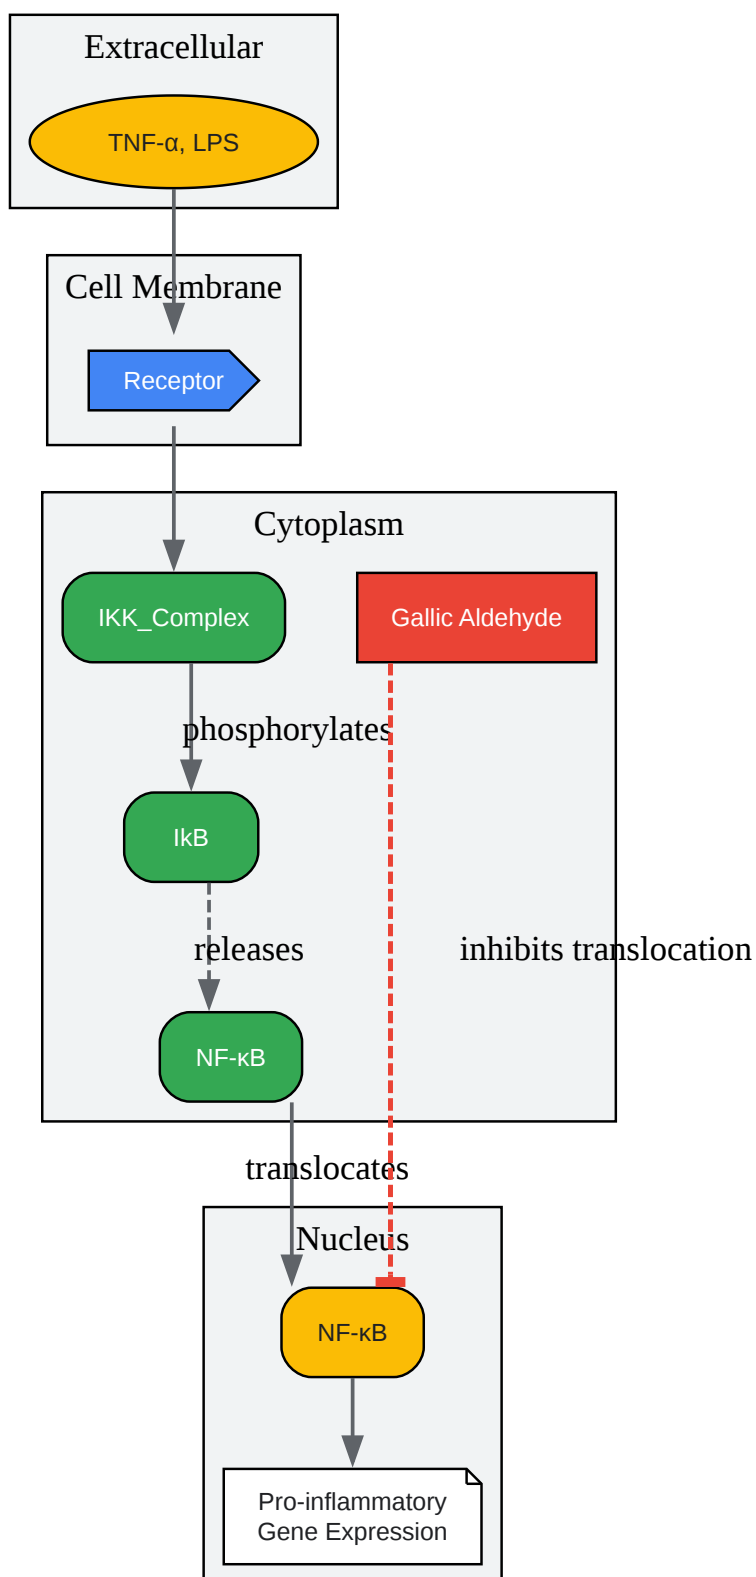 Extracellular
TNF-α, LPS
Cell Membrane
Receptor
Cytoplasm
IKK_Complex
Gallic Aldehyde
phosphorylates
IkB
releases
inhibits translocation
NF-κB
translocates
Nucleus
NF-κB
Pro-inflammatory
Gene Expression